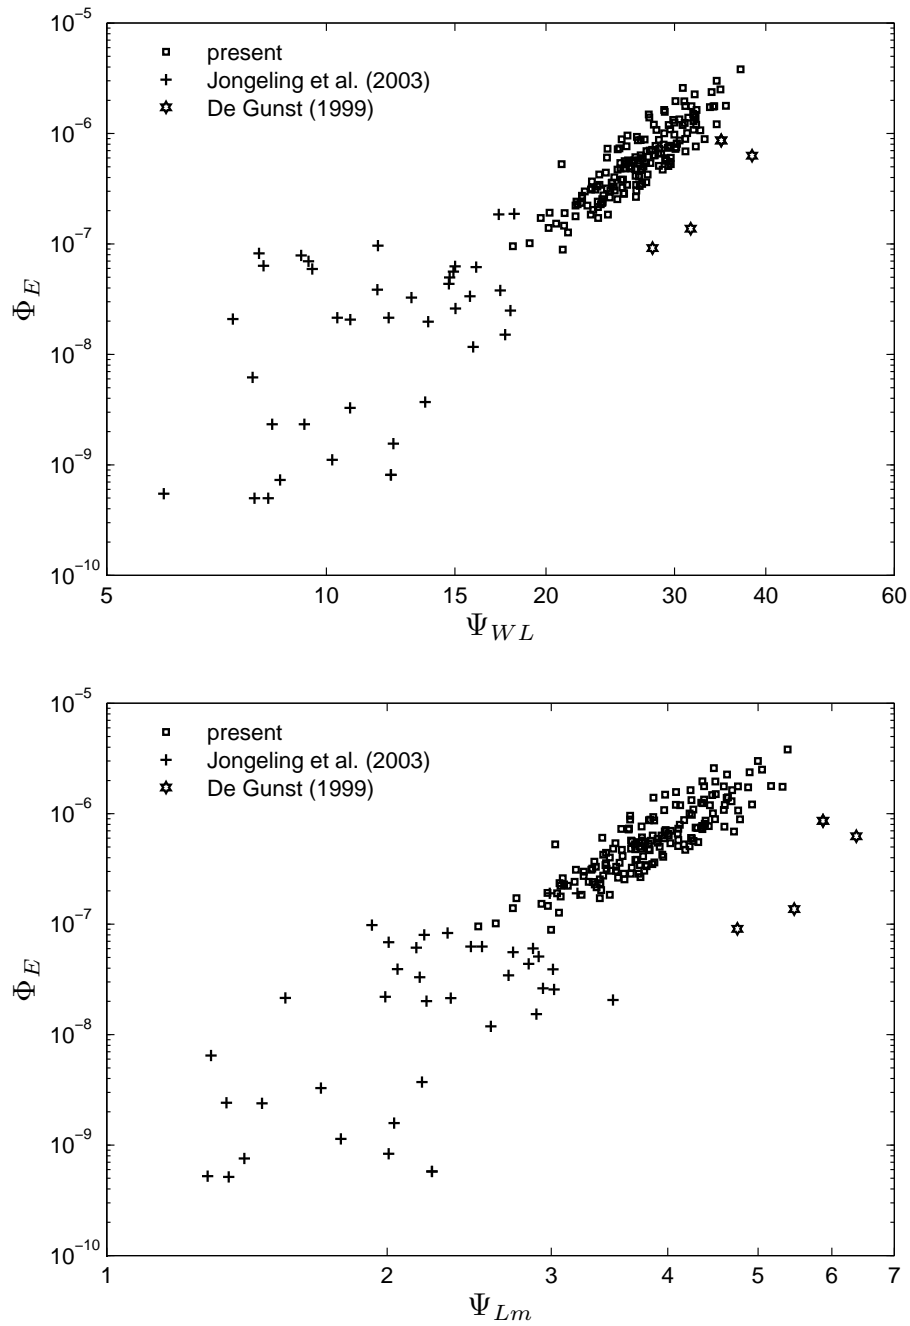 10⁻⁵
present
Jongeling et al. (2003)
De Gunst (1999)
10⁻⁶
10⁻⁷
Φ_E
10⁻⁸
10⁻⁹
10⁻¹⁰
5 10 15 20 30 40 60
Ψ_WL
10⁻⁵
present
Jongeling et al. (2003)
De Gunst (1999)
10⁻⁶
10⁻⁷
Φ_E
10⁻⁸
10⁻⁹
10⁻¹⁰
1 2 3 4 5 6 7
Ψ_Lm